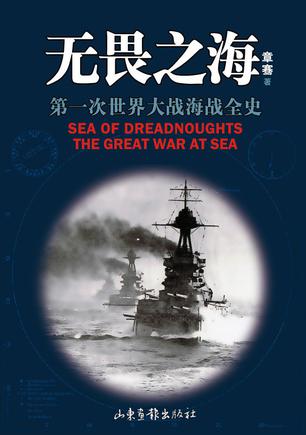 无畏之海
章骞 著
第一次世界大战海战全史
SEA OF DREADNOUGHTS
THE GREAT WAR AT SEA
山东画报出版社